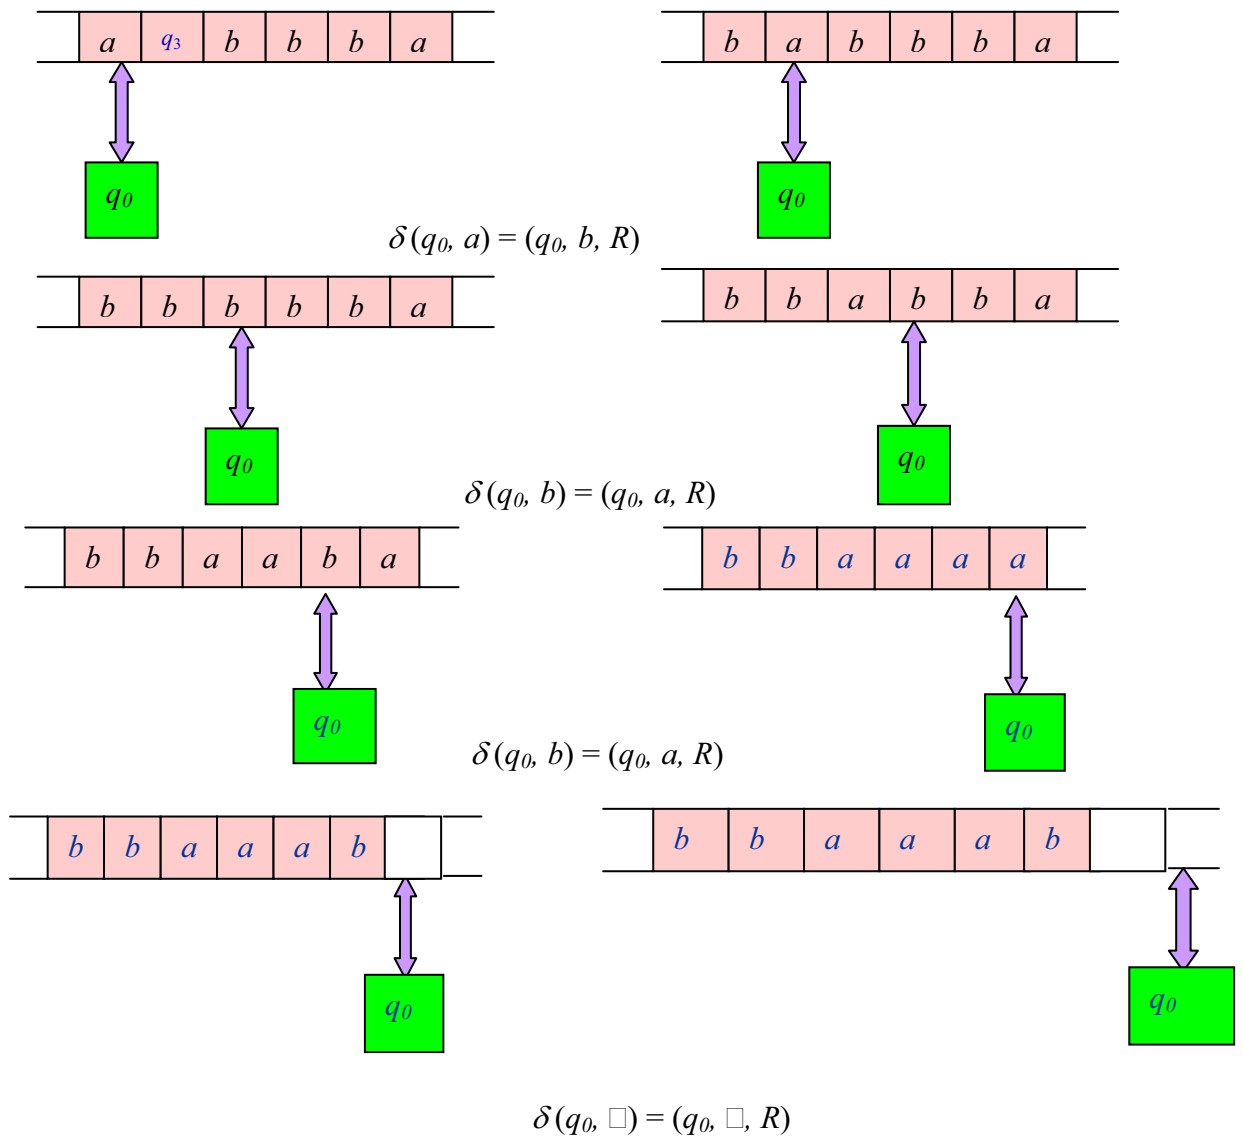 a q3 b b b a b a b b b a
q0 q0
δ(q0, a) = (q0, b, R)
b b b b b a b b a b b a
q0 q0
δ(q0, b) = (q0, a, R)
b b a a b a b b a a a a
q0 q0
δ(q0, b) = (q0, a, R)
b b a a a b b b a a a b
q0 q0
δ(q0, □) = (q0, □, R)